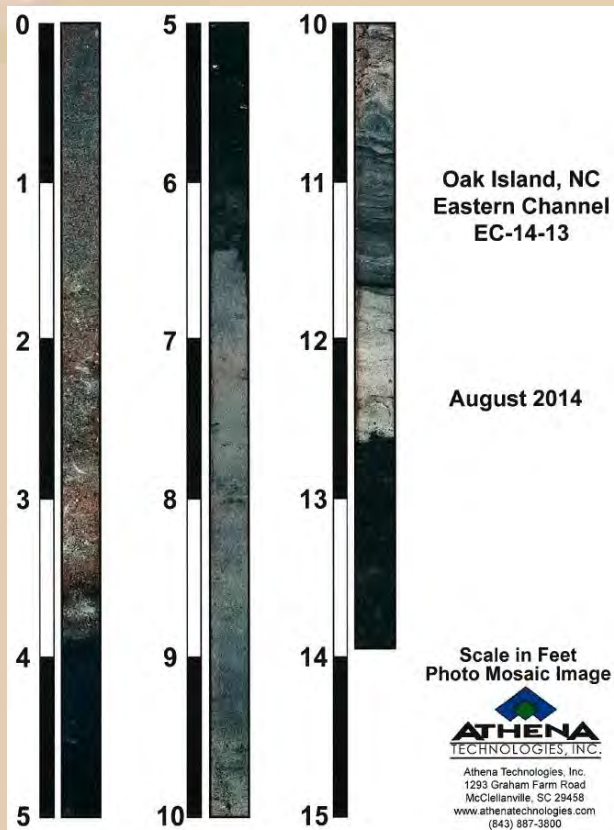 0
1
2
3
4
5
5
6
7
8
9
10
10
11
12
13
14
15
Oak Island, NC
Eastern Channel
EC-14-13
August 2014
Scale in Feet
Photo Mosaic Image
ATHENA
TECHNOLOGIES, INC.
Athena Technologies, Inc.
1293 Graham Farm Road
McClellanville, SC 29458
www.athenatechnologies.com
(843) 887-3800